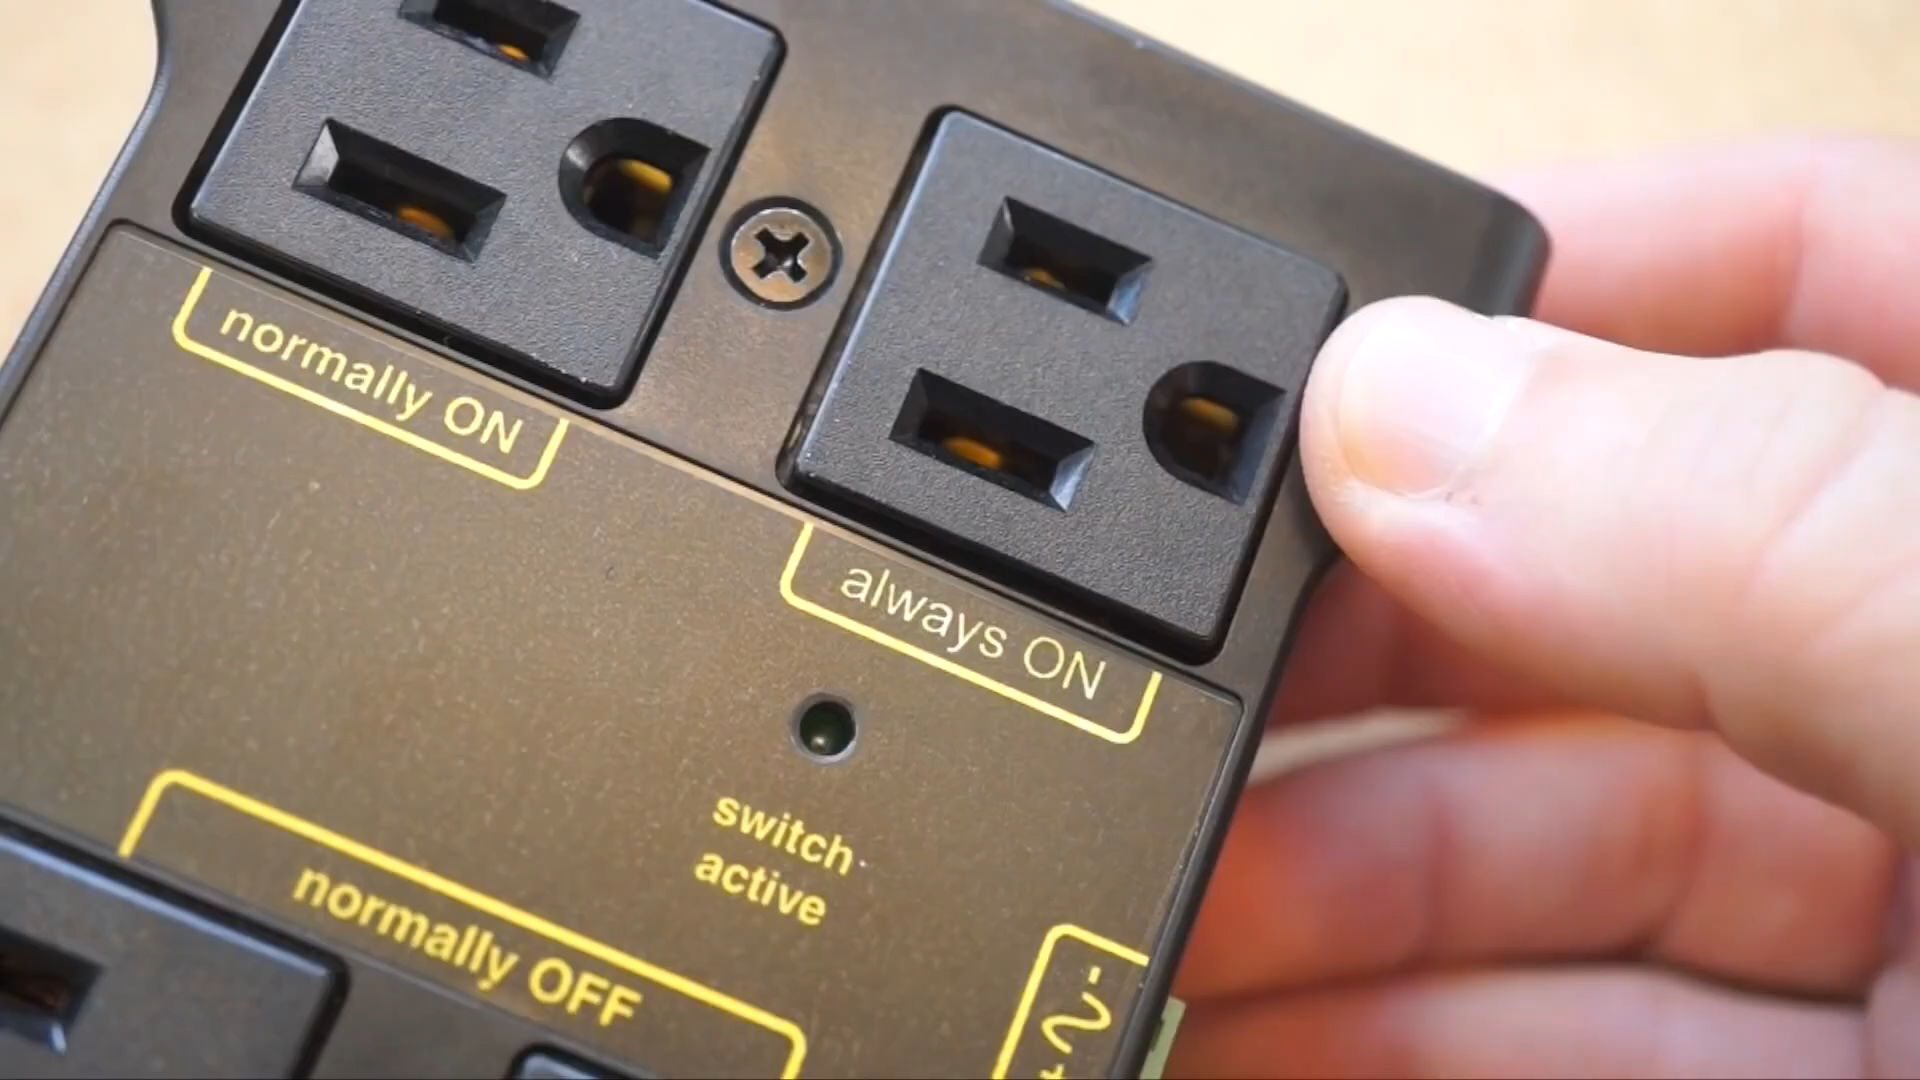 normally ON
always ON
switch
active
normally OFF